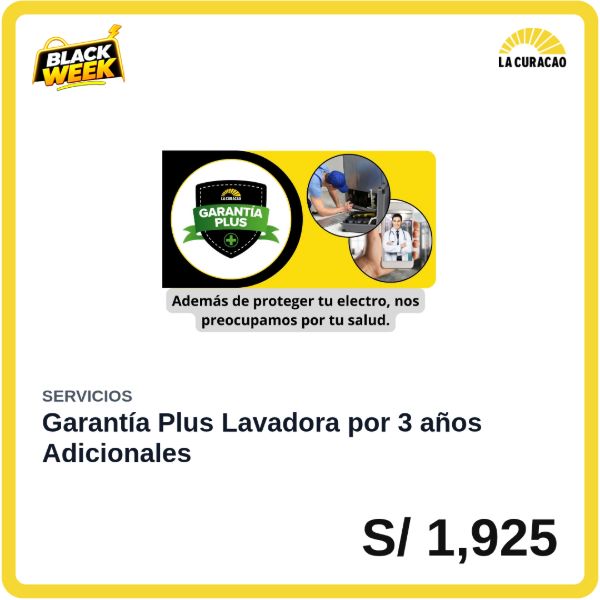 BLACK
WEEK
LA CURACAO
LA CURACAO
GARANTÍA
PLUS
Además de proteger tu electro, nos
preocupamos por tu salud.
SERVICIOS
Garantía Plus Lavadora por 3 años
Adicionales
S/ 1,925